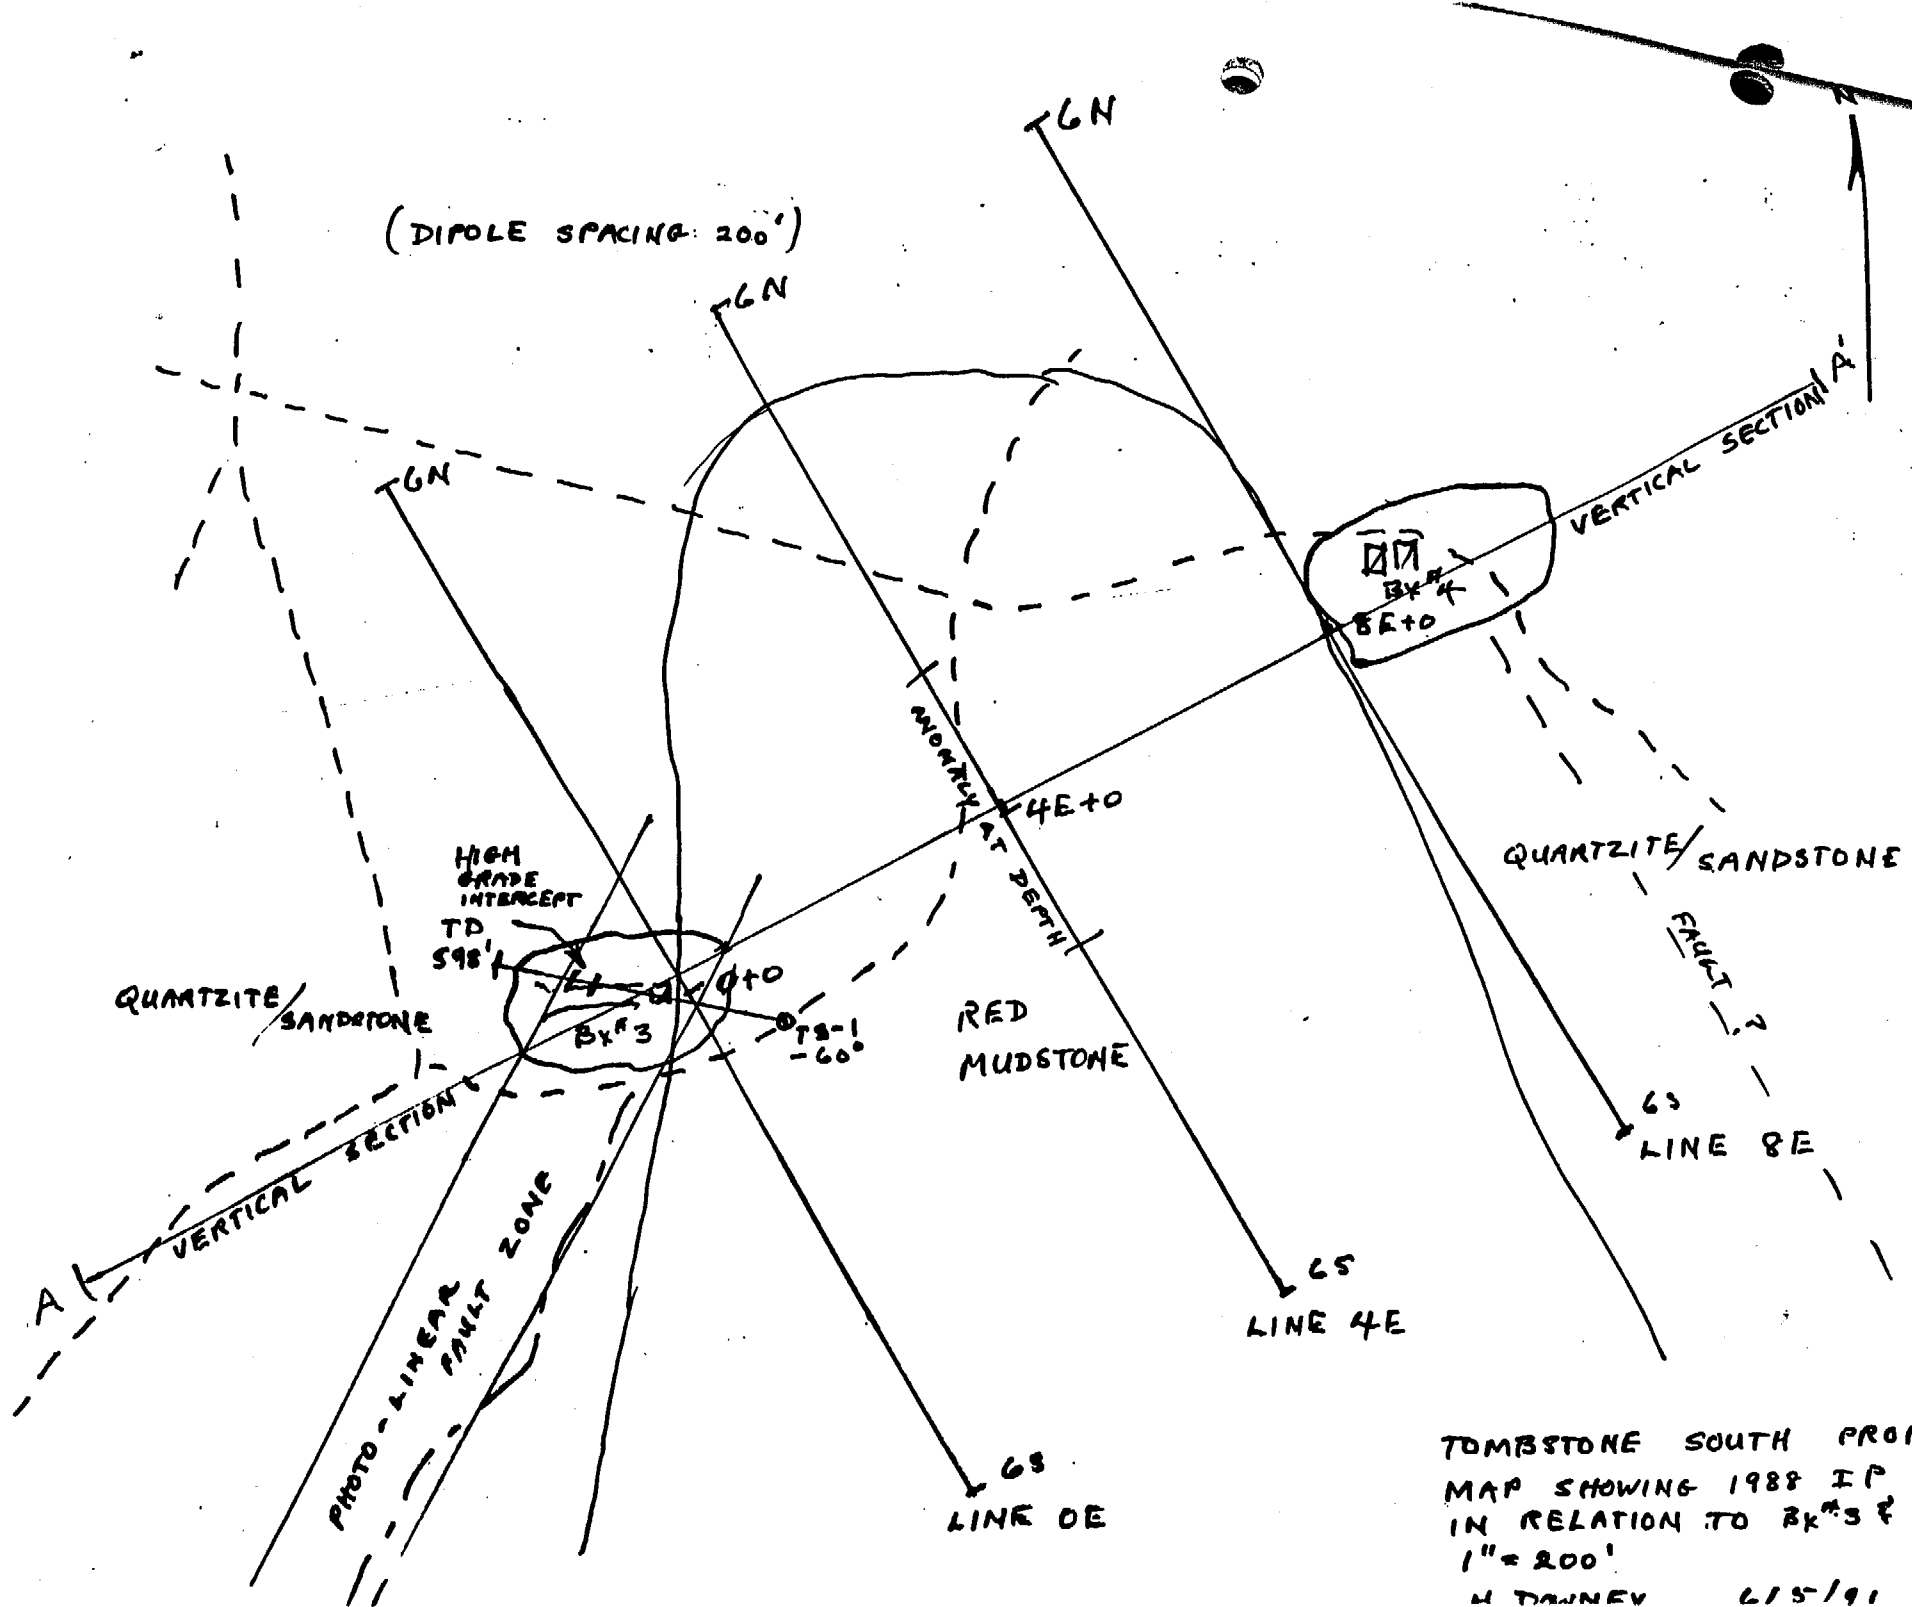 6N
N
(DIPOLE SPACING: 200')
6N
A'
VERTICAL SECTION
6N
Bx #4
8E+0
ANOMALY AT DEPTH
4E+0
QUARTZITE/
SANDSTONE
HIGH
GRADE
INTERCEPT
TD
598'
FAULT ?
0+0
QUARTZITE/
SANDSTONE
Bx #3
TS-1
-60°
RED
MUDSTONE
VERTICAL SECTION
A
6S
LINE 8E
PHOTO-LINEAR
FAULT ZONE
6S
LINE 4E
6S
LINE 0E
TOMBSTONE SOUTH
MAP SHOWING 1988 IP
IN RELATION TO Bx #3 &
1" = 200'
H DOWNEY 6/5/91